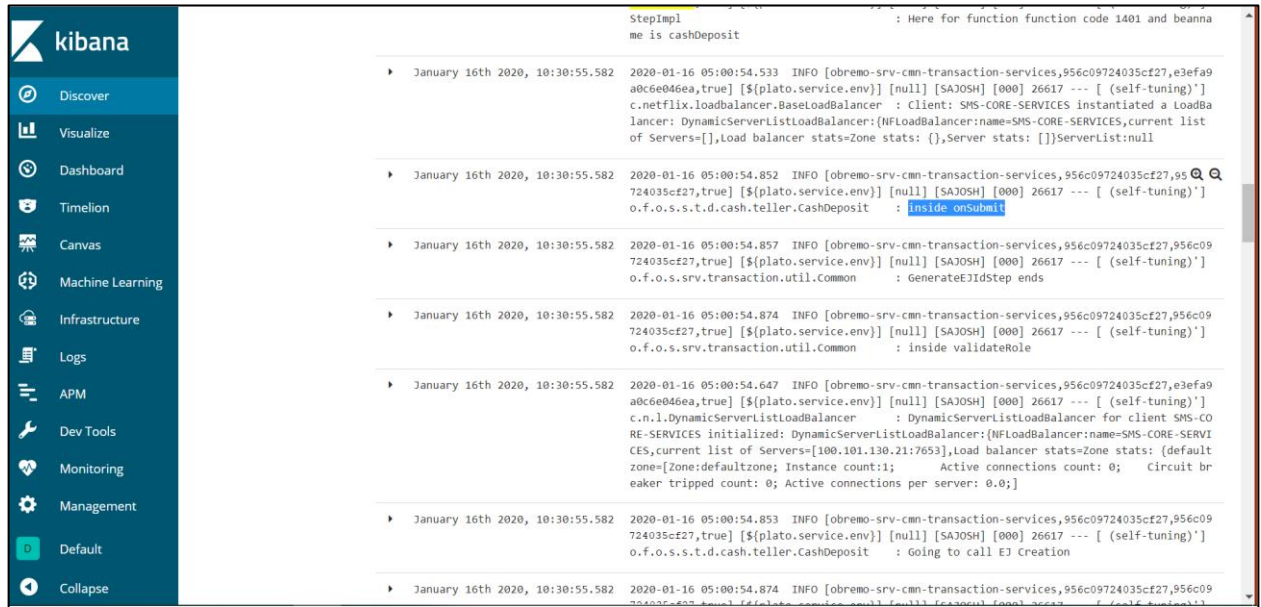 kibana
Discover
Visualize
Dashboard
Timelion
Canvas
Machine Learning
Infrastructure
Logs
APM
Dev Tools
Monitoring
Management
D Default
Collapse
StepImpl : Here for function function code 1401 and beanna
me is cashDeposit
January 16th 2020, 10:30:55.582 2020-01-16 05:00:54.533 INFO [obremo-srv-cmn-transaction-services,956c09724035cf27,e3efa9
a0c6e046ea,true] [${plato.service.env}] [null] [SAJOSH] [000] 26617 --- [ (self-tuning)']
c.netflix.loadbalancer.BaseLoadBalancer : Client: SMS-CORE-SERVICES instantiated a LoadBa
lancer: DynamicServerListLoadBalancer:{NFLoadBalancer:name=SMS-CORE-SERVICES,current list
of Servers=[],Load balancer stats=Zone stats: {},Server stats: []}ServerList:null
January 16th 2020, 10:30:55.582 2020-01-16 05:00:54.852 INFO [obremo-srv-cmn-transaction-services,956c09724035cf27,95
724035cf27,true] [${plato.service.env}] [null] [SAJOSH] [000] 26617 --- [ (self-tuning)']
o.f.o.s.s.t.d.cash.teller.CashDeposit : inside onSubmit
January 16th 2020, 10:30:55.582 2020-01-16 05:00:54.857 INFO [obremo-srv-cmn-transaction-services,956c09724035cf27,956c09
724035cf27,true] [${plato.service.env}] [null] [SAJOSH] [000] 26617 --- [ (self-tuning)']
o.f.o.s.srv.transaction.util.Common : GenerateEJIdStep ends
January 16th 2020, 10:30:55.582 2020-01-16 05:00:54.874 INFO [obremo-srv-cmn-transaction-services,956c09724035cf27,956c09
724035cf27,true] [${plato.service.env}] [null] [SAJOSH] [000] 26617 --- [ (self-tuning)']
o.f.o.s.srv.transaction.util.Common : inside validateRole
January 16th 2020, 10:30:55.582 2020-01-16 05:00:54.647 INFO [obremo-srv-cmn-transaction-services,956c09724035cf27,e3efa9
a0c6e046ea,true] [${plato.service.env}] [null] [SAJOSH] [000] 26617 --- [ (self-tuning)']
c.n.l.DynamicServerListLoadBalancer : DynamicServerListLoadBalancer for client SMS-CO
RE-SERVICES initialized: DynamicServerListLoadBalancer:{NFLoadBalancer:name=SMS-CORE-SERVI
CES,current list of Servers=[100.101.130.21:7653],Load balancer stats=Zone stats: {default
zone=[Zone:defaultzone; Instance count:1; Active connections count: 0; Circuit br
eaker tripped count: 0; Active connections per server: 0.0;]
January 16th 2020, 10:30:55.582 2020-01-16 05:00:54.853 INFO [obremo-srv-cmn-transaction-services,956c09724035cf27,956c09
724035cf27,true] [${plato.service.env}] [null] [SAJOSH] [000] 26617 --- [ (self-tuning)']
o.f.o.s.s.t.d.cash.teller.CashDeposit : Going to call EJ Creation
January 16th 2020, 10:30:55.582 2020-01-16 05:00:54.874 INFO [obremo-srv-cmn-transaction-services,956c09724035cf27,956c09